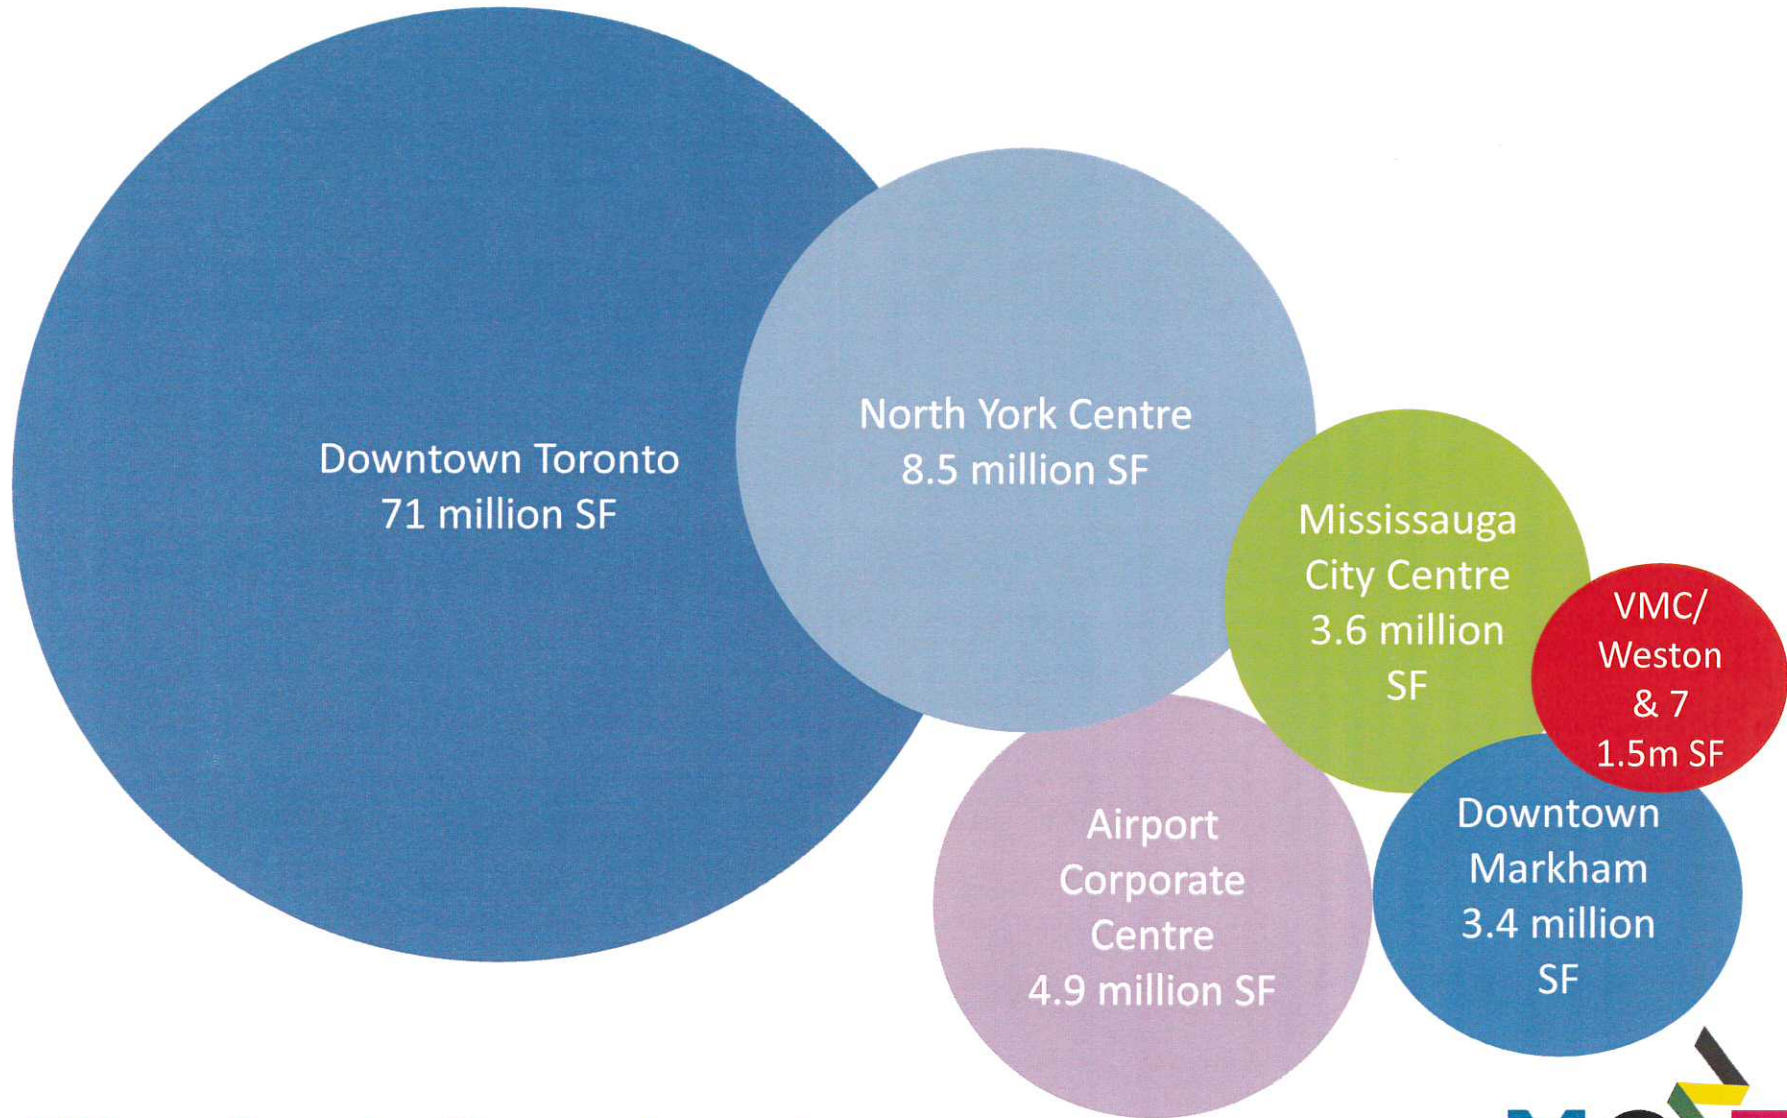 Downtown Toronto
71 million SF
North York Centre
8.5 million SF
Mississauga
City Centre
3.6 million
SF
VMC/
Weston
& 7
1.5m SF
Airport
Corporate
Centre
4.9 million SF
Downtown
Markham
3.4 million
SF